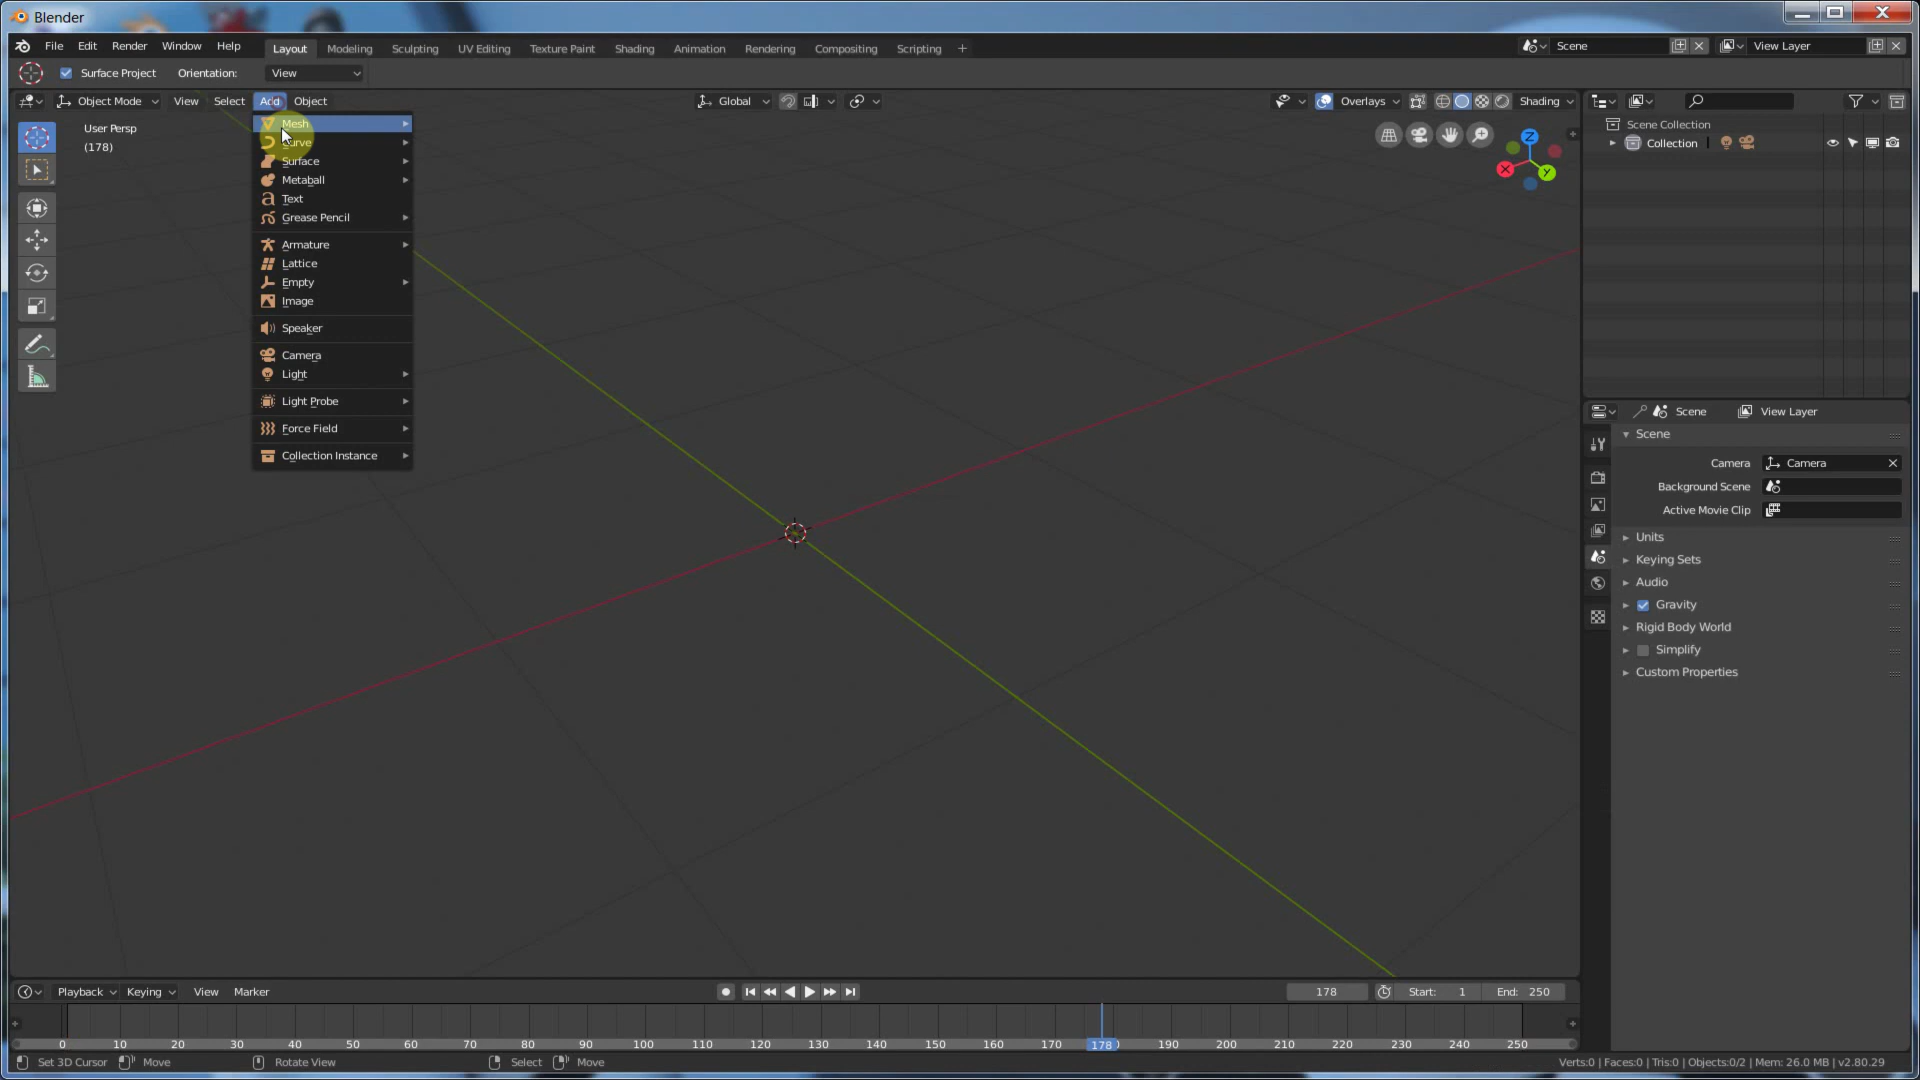 Blender
File Edit Render Window Help Layout Modeling Sculpting UV Editing Texture Paint Shading Animation Rendering Compositing Scripting + Scene View Layer
Surface Project Orientation: View
Object Mode View Select Add Object Global Overlays Shading
User Persp
(178)
Mesh
Curve
Surface
Metaball
Text
Grease Pencil
Armature
Lattice
Empty
Image
Speaker
Camera
Light
Light Probe
Force Field
Collection Instance
Z
X
Y
Scene Collection
Collection
Scene View Layer
Scene
Camera Camera
Background Scene
Active Movie Clip
Units
Keying Sets
Audio
Gravity
Rigid Body World
Simplify
Custom Properties
Playback Keying View Marker 178 Start: 1 End: 250
0 10 20 30 40 50 60 70 80 90 100 110 120 130 140 150 160 170 178 190 200 210 220 230 240 250
Set 3D Cursor Move Rotate View Select Move Verts:0 | Faces:0 | Tris:0 | Objects:0/2 | Mem: 26.0 MB | v2.80.29